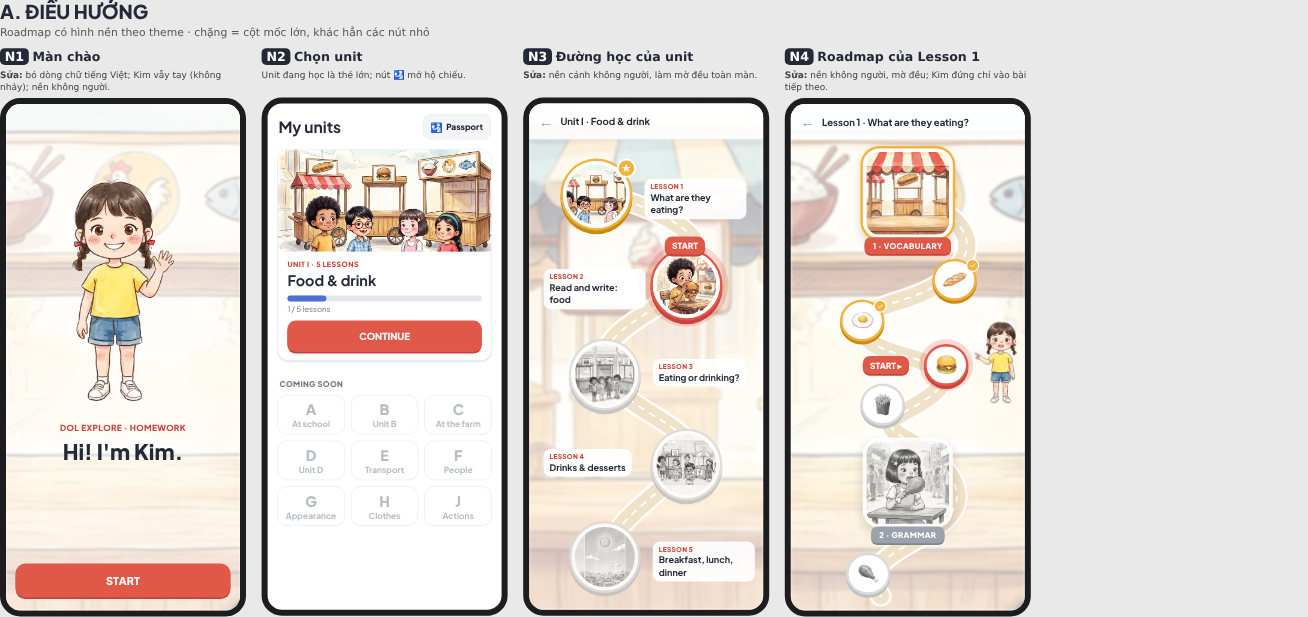 A. ĐIỀU HƯỚNG
Roadmap có hình nền theo theme · chặng = cột mốc lớn, khác hẳn các nút nhỏ
N1 Màn chào
Sửa: bỏ dòng chữ tiếng Việt; Kim vẫy tay (không
nháy); nền không người.
DOL EXPLORE · HOMEWORK
Hi! I'm Kim.
START
N2 Chọn unit
Unit đang học là thẻ lớn; nút 🛂 mở hộ chiếu.
My units
🛂 Passport
UNIT I · 5 LESSONS
Food & drink
1 / 5 lessons
CONTINUE
COMING SOON
A
At school
B
Unit B
C
At the farm
D
Unit D
E
Transport
F
People
G
Appearance
H
Clothes
J
Actions
N3 Đường học của unit
Sửa: nền cảnh không người, làm mờ đều toàn màn.
← Unit I · Food & drink
LESSON 1
What are they
eating?
START
LESSON 2
Read and write:
food
LESSON 3
Eating or drinking?
LESSON 4
Drinks & desserts
LESSON 5
Breakfast, lunch,
dinner
N4 Roadmap của Lesson 1
Sửa: nền không người, mờ đều; Kim đứng chỉ vào bài
tiếp theo.
← Lesson 1 · What are they eating?
1 · VOCABULARY
START ▸
2 · GRAMMAR